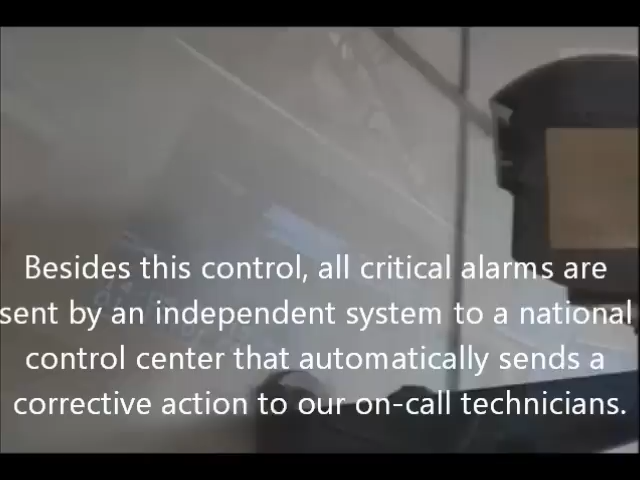 Besides this control, all critical alarms are
sent by an independent system to a national
control center that automatically sends a
corrective action to our on-call technicians.